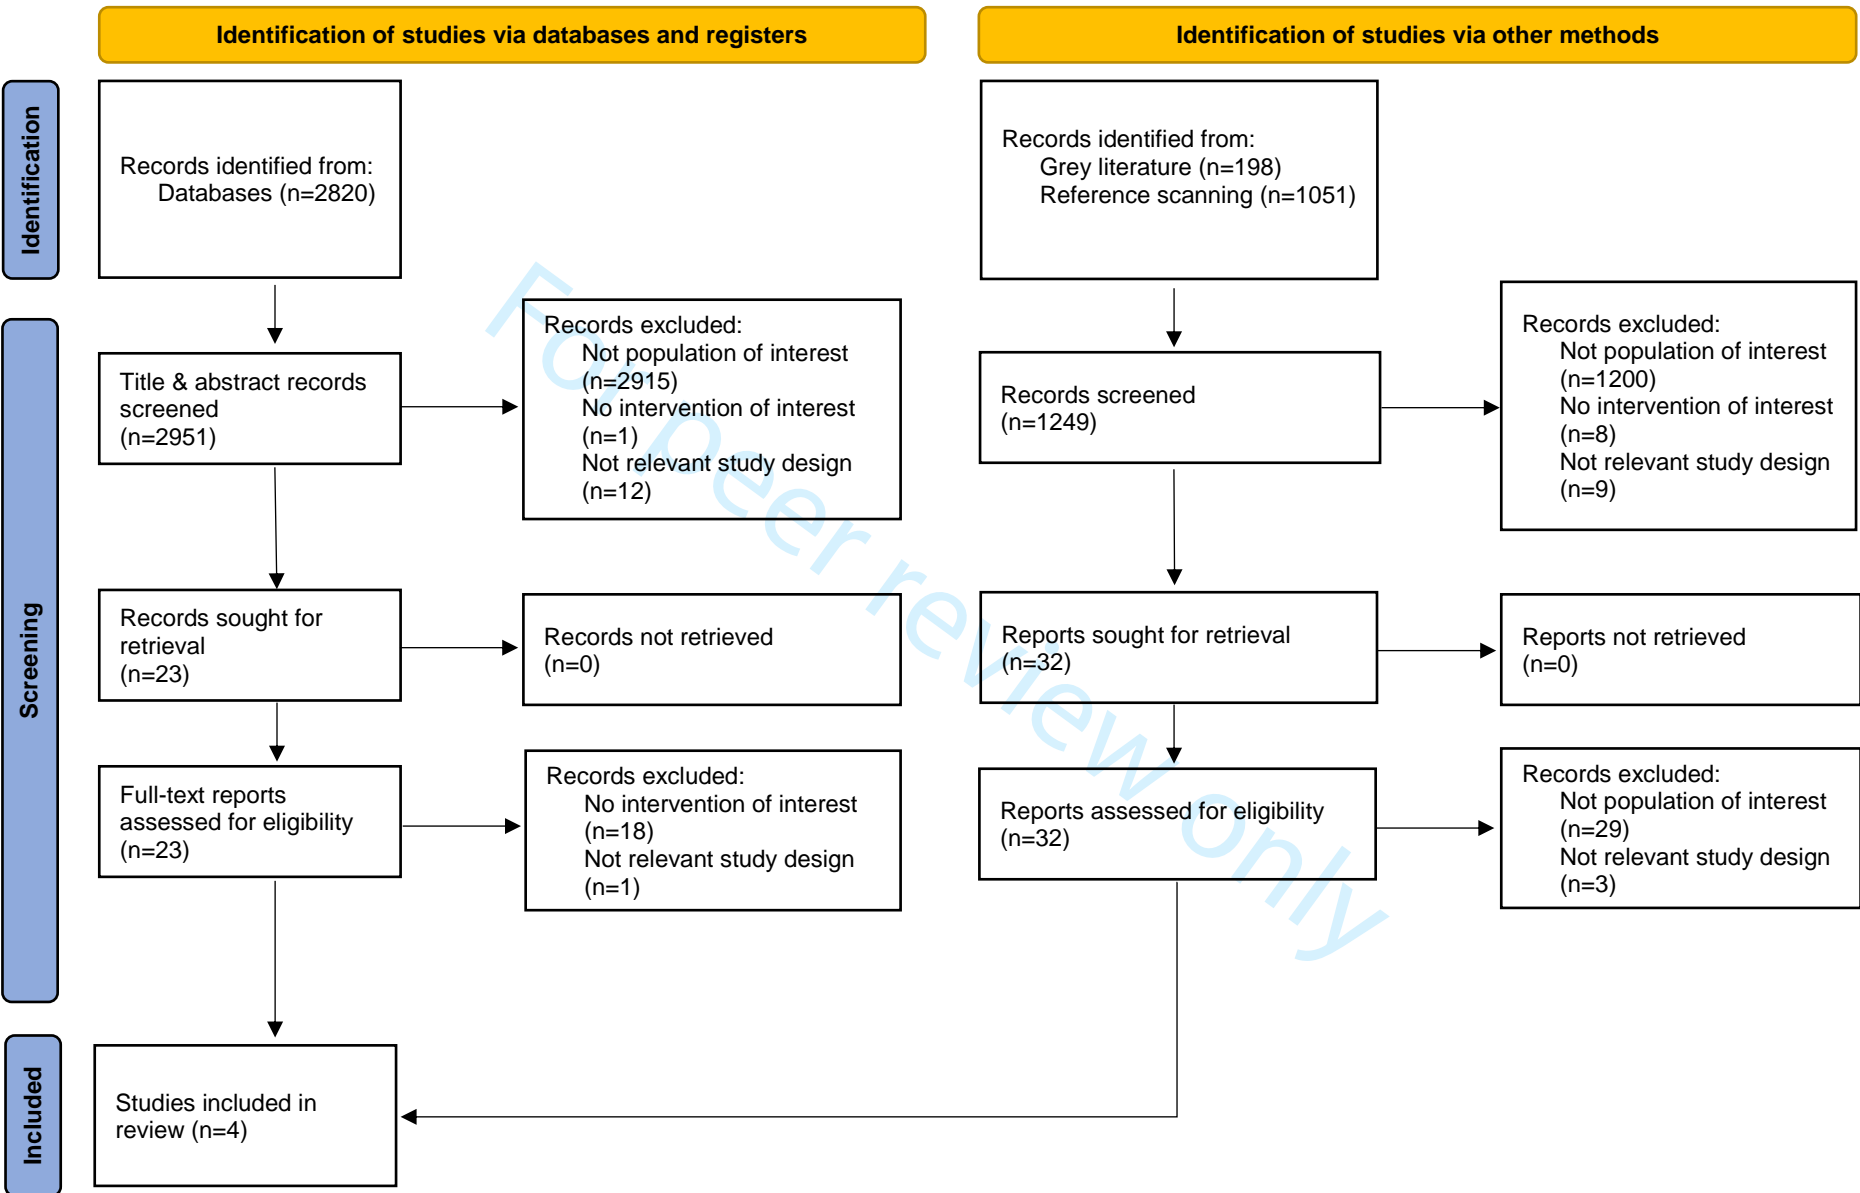 Identification of studies via databases and registers
Identification of studies via other methods
Identification
Records identified from:
Databases (n=2820)
Records identified from:
Grey literature (n=198)
Reference scanning (n=1051)
Screening
Title & abstract records
screened
(n=2951)
Records excluded:
Not population of interest
(n=2915)
No intervention of interest
(n=1)
Not relevant study design
(n=12)
Records screened
(n=1249)
Records excluded:
Not population of interest
(n=1200)
No intervention of interest
(n=8)
Not relevant study design
(n=9)
Records sought for
retrieval
(n=23)
Records not retrieved
(n=0)
Reports sought for retrieval
(n=32)
Reports not retrieved
(n=0)
Full-text reports
assessed for eligibility
(n=23)
Records excluded:
No intervention of interest
(n=18)
Not relevant study design
(n=1)
Reports assessed for eligibility
(n=32)
Records excluded:
Not population of interest
(n=29)
Not relevant study design
(n=3)
Included
Studies included in
review (n=4)
For peer review only